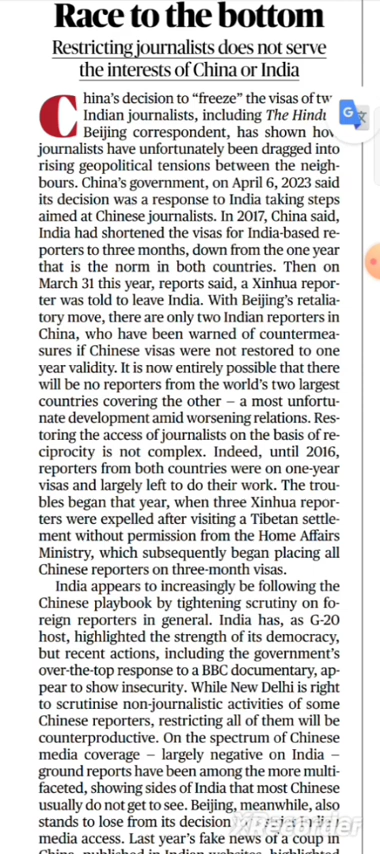 Race to the bottom
Restricting journalists does not serve
the interests of China or India
China's decision to "freeze" the visas of
Indian journalists, including The
Beijing correspondent, has shown
journalists have unfortunately been dragged into
rising geopolitical tensions between the neigh-
bours. China's government, on April 6, 2023 said
its decision was a response to India taking steps
aimed at Chinese journalists. In 2017, China said,
India had shortened the visas for India-based re-
porters to three months, down from the one year
that is the norm in both countries. Then on
March 31 this year, reports said, a Xinhua repor-
ter was told to leave India. With Beijing's retalia-
tory move, there are only two Indian reporters in
China, who have been warned of countermea-
sures if Chinese visas were not restored to one
year validity. It is now entirely possible that there
will be no reporters from the world's two largest
countries covering the other – a most unfortu-
nate development amid worsening relations. Res-
toring the access of journalists on the basis of re-
ciprocity is not complex. Indeed, until 2016,
reporters from both countries were on one-year
visas and largely left to do their work. The trou-
bles began that year, when three Xinhua repor-
ters were expelled after visiting a Tibetan settle-
ment without permission from the Home Affairs
Ministry, which subsequently began placing all
Chinese reporters on three-month visas.
India appears to increasingly be following the
Chinese playbook by tightening scrutiny on fo-
reign reporters in general. India has, as G-20
host, highlighted the strength of its democracy,
but recent actions, including the government's
over-the-top response to a BBC documentary, ap-
pear to show insecurity. While New Delhi is right
to scrutinise non-journalistic activities of some
Chinese reporters, restricting all of them will be
counterproductive. On the spectrum of Chinese
media coverage – largely negative on India –
ground reports have been among the more multi-
faceted, showing sides of India that most Chinese
usually do not get to see. Beijing, meanwhile, also
stands to lose from its decision
XRecorder
media access. Last year's fake news of a coup in
China, published in Indian websites, highlighted